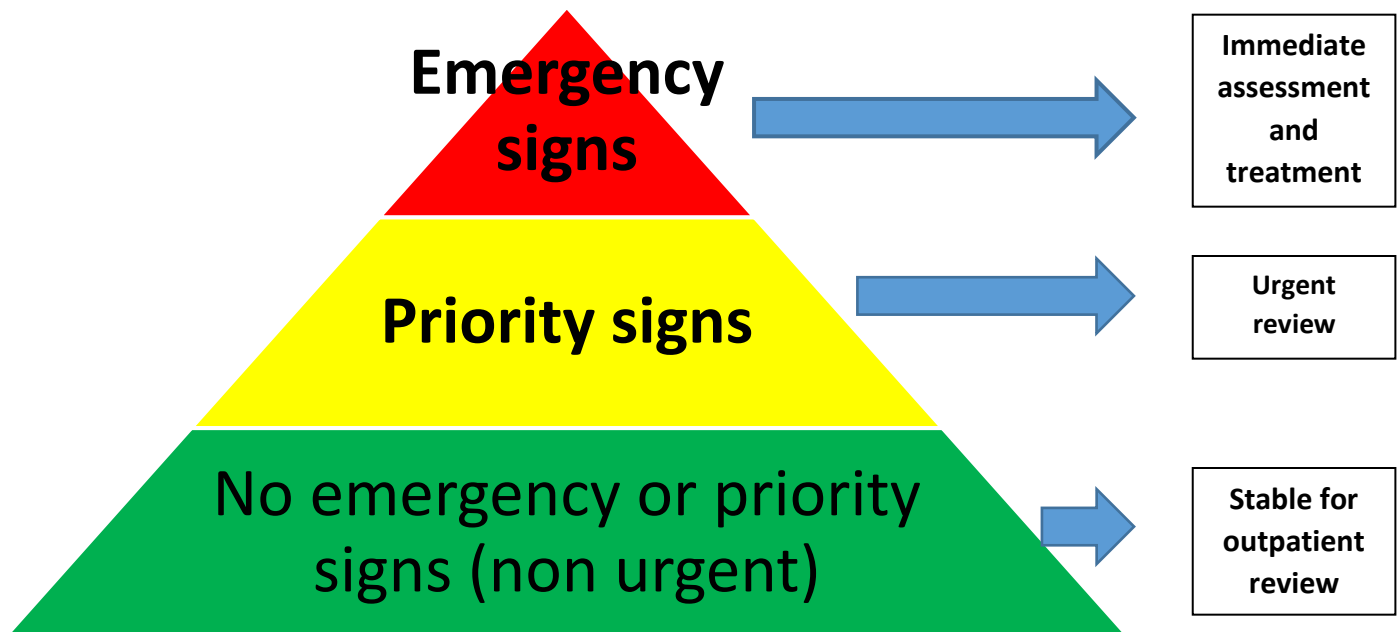 Emergency
signs
Immediate
assessment
and
treatment
Priority signs
Urgent
review
No emergency or priority
signs (non urgent)
Stable for
outpatient
review